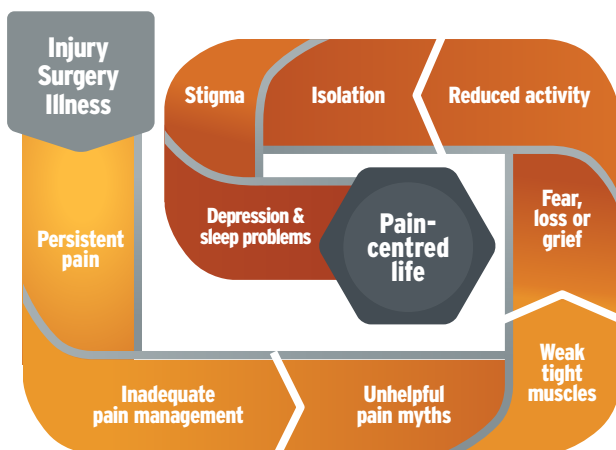 Injury
Surgery
Illness
Persistent
pain
Inadequate
pain management
Unhelpful
pain myths
Weak
tight
muscles
Fear,
loss or
grief
Reduced activity
Isolation
Stigma
Depression &
sleep problems
Pain-
centred
life